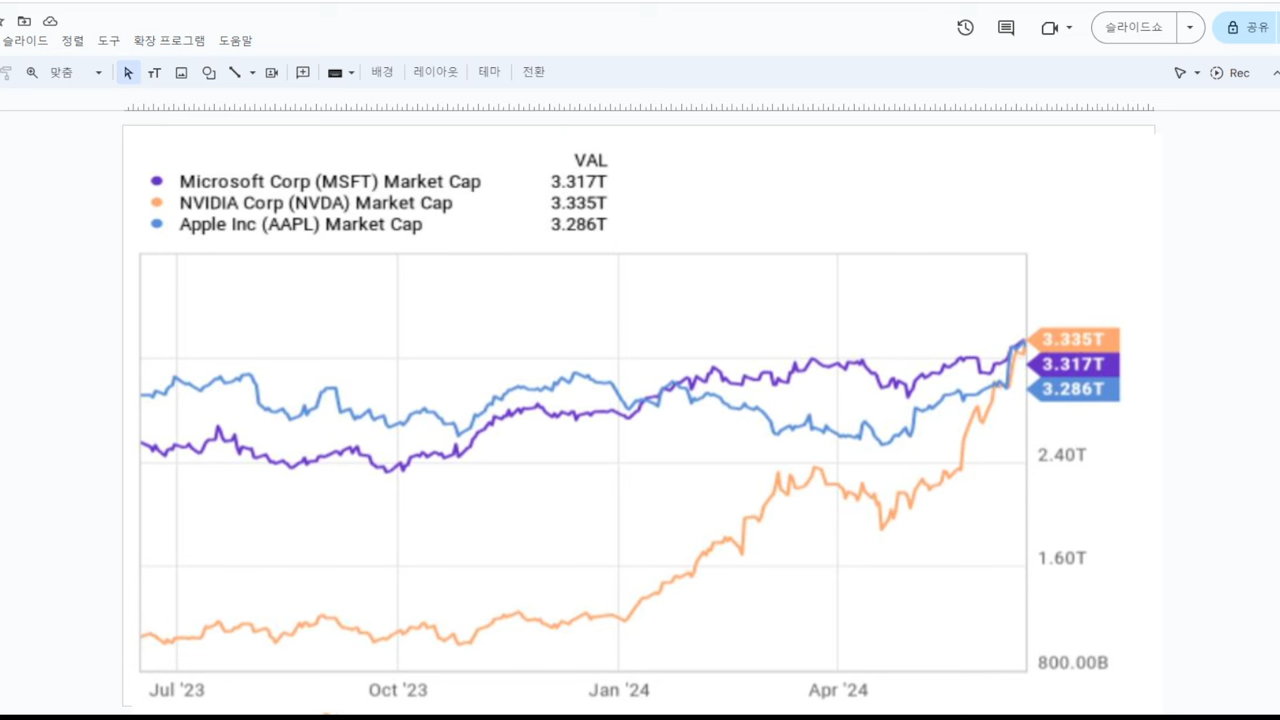 슬라이드 정렬 도구 확장 프로그램 도움말
슬라이드쇼
공유
맞춤
배경 레이아웃 테마 전환
Rec
VAL
Microsoft Corp (MSFT) Market Cap 3.317T
NVIDIA Corp (NVDA) Market Cap 3.335T
Apple Inc (AAPL) Market Cap 3.286T
3.335T
3.317T
3.286T
2.40T
1.60T
800.00B
Jul '23 Oct '23 Jan '24 Apr '24